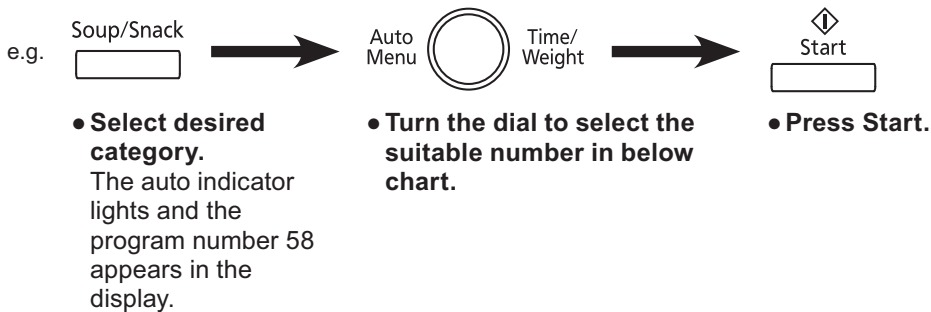 e.g.
Soup/Snack
Auto
Menu
Time/
Weight
Start
● Select desired
category.
The auto indicator
lights and the
program number 58
appears in the
display.
● Turn the dial to select the
suitable number in below
chart.
● Press Start.